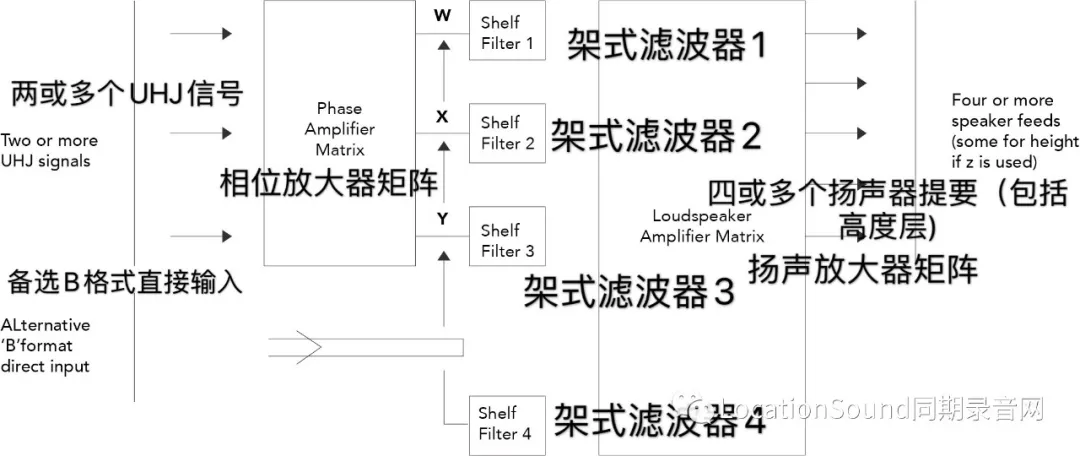 W
Shelf
Filter 1
架式滤波器1
两或多个UHJ信号
Two or more
UHJ signals
Phase
Amplifier
Matrix
相位放大器矩阵
X
Shelf
Filter 2
架式滤波器2
Four or more
speaker feeds
(some for height
if z is used)
四或多个扬声器提要（包括
高度层)
Y
Shelf
Filter 3
架式滤波器3
Loudspeaker
Amplifier Matrix
扬声放大器矩阵
备选B格式直接输入
ALternative
‘B’format
direct input
Shelf
Filter 4
架式滤波器4
LocationSound同期录音网